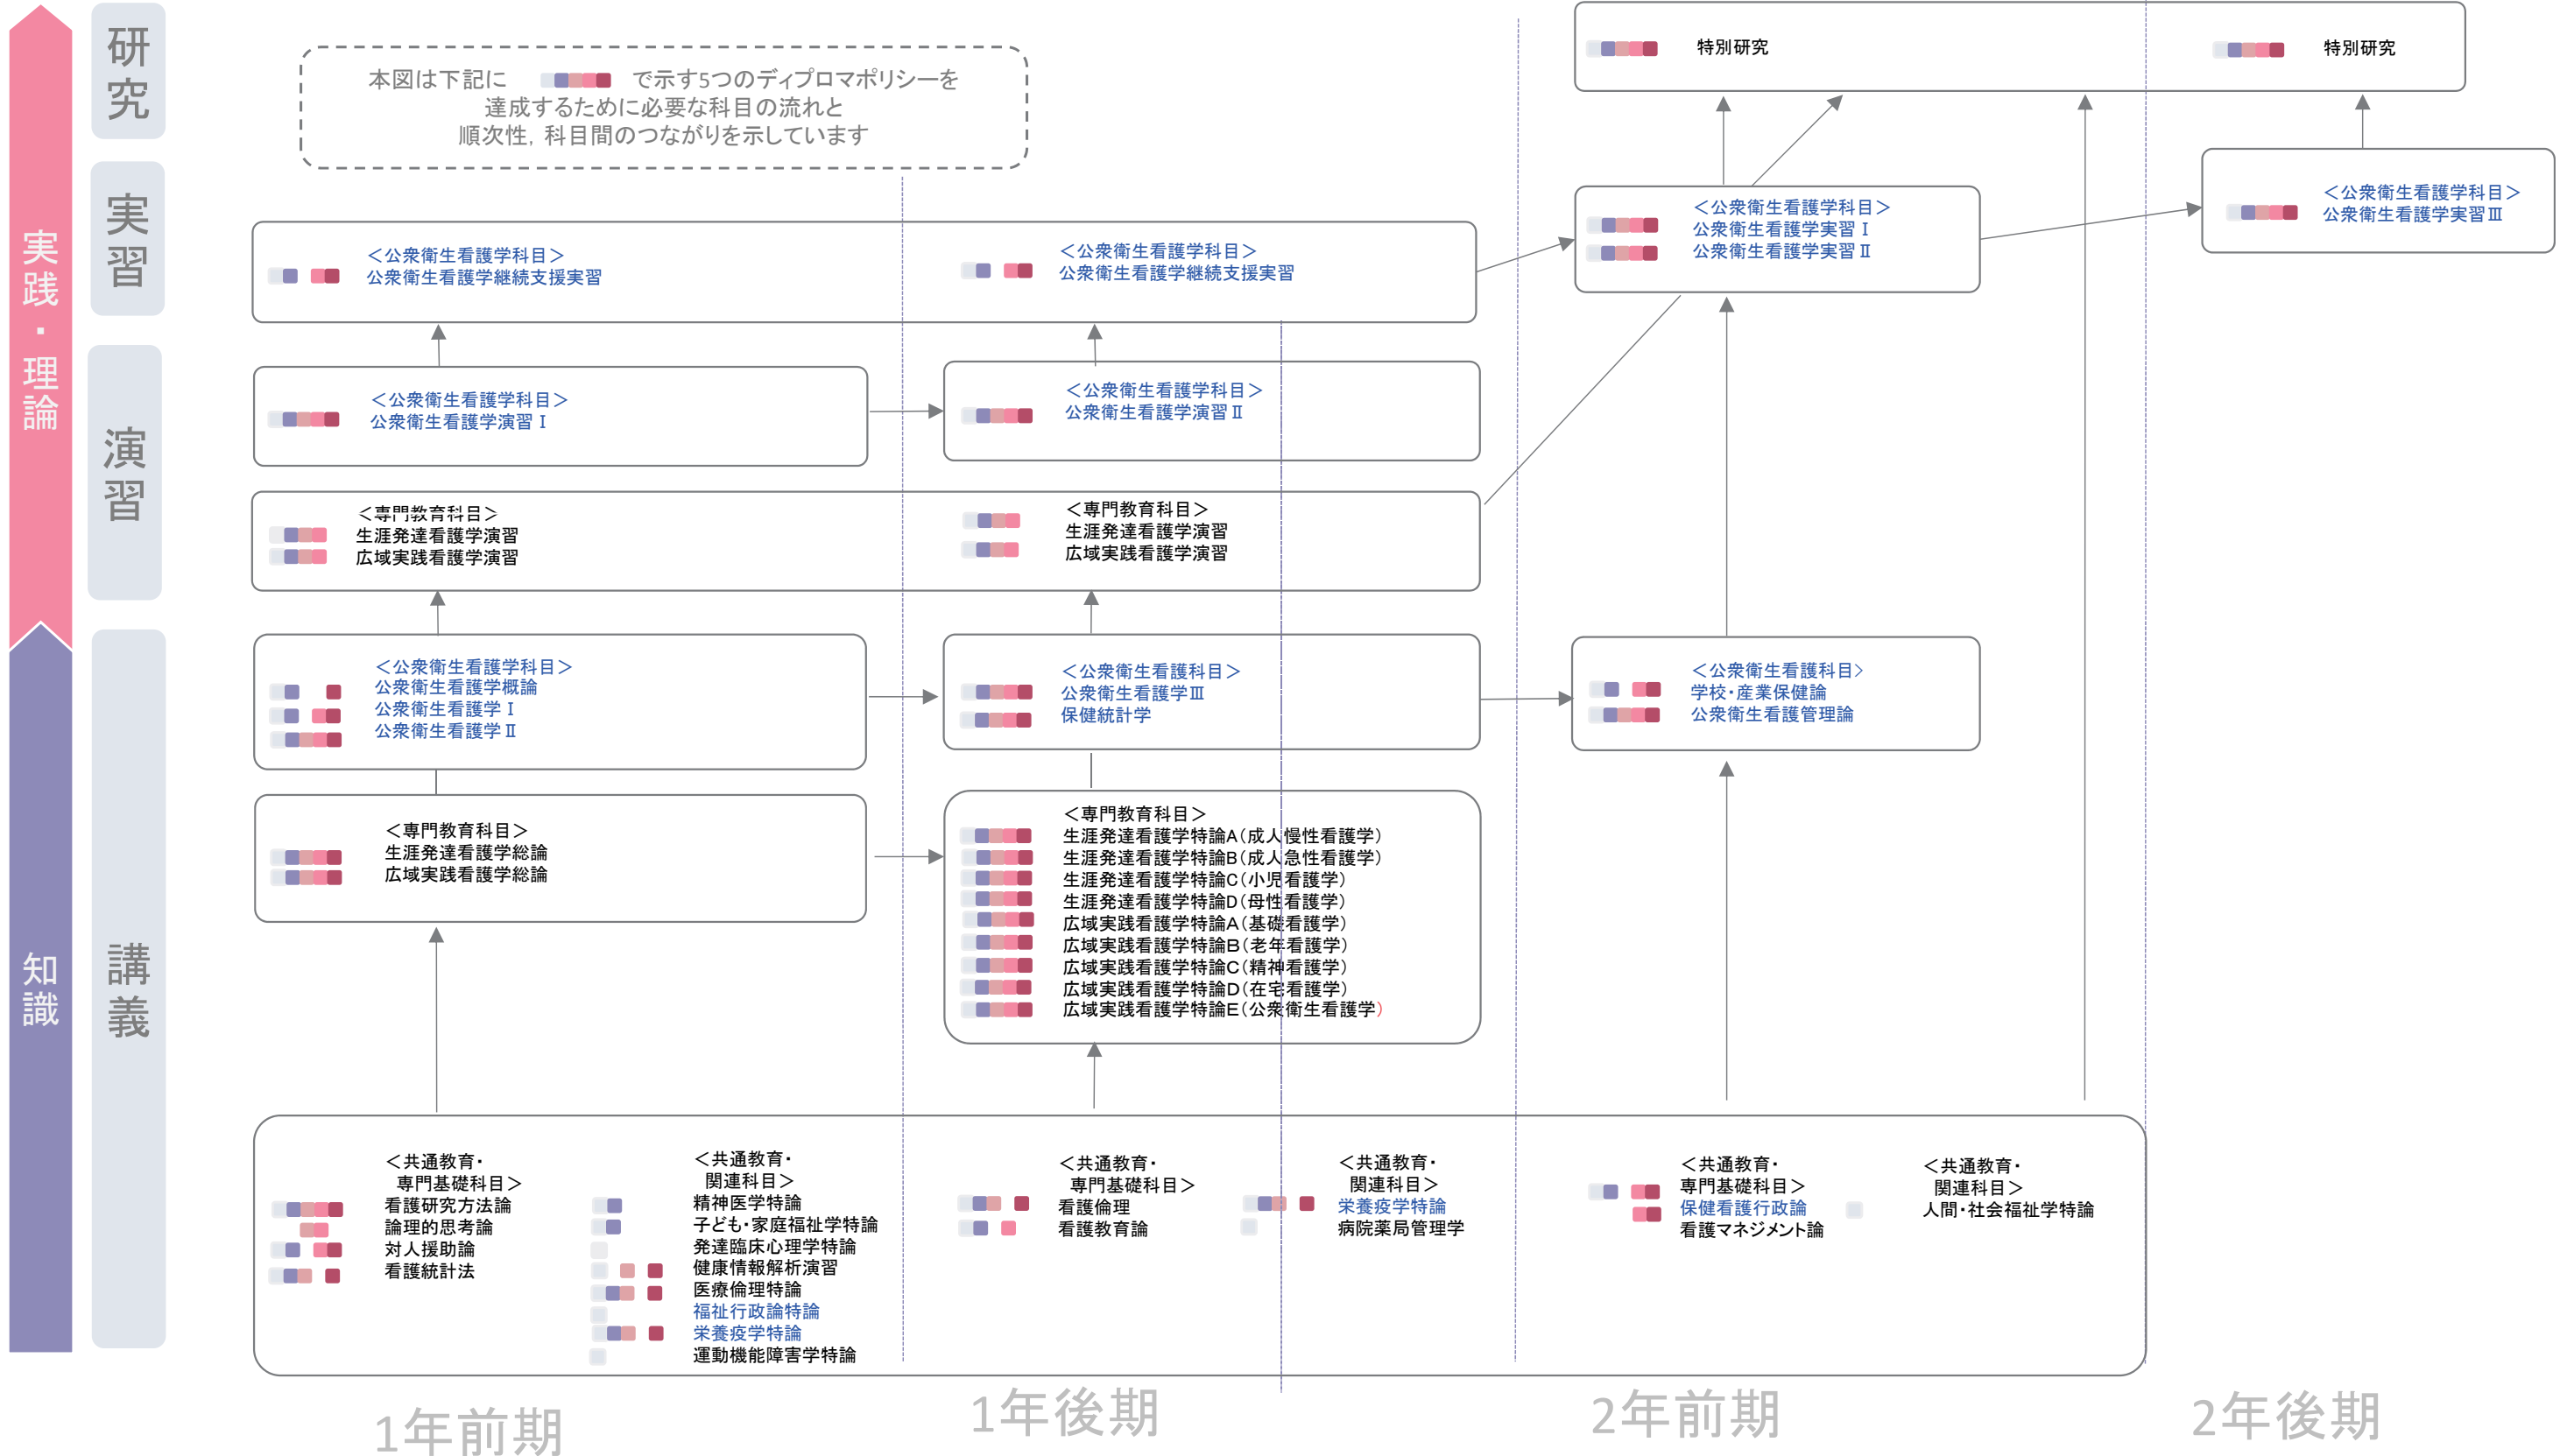 研究
実習
演習
講義
実践・理論
知識
本図は下記に で示す5つのディプロマポリシーを
達成するために必要な科目の流れと
順次性，科目間のつながりを示しています
特別研究
特別研究
＜公衆衛生看護学科目＞
公衆衛生看護学継続支援実習
＜公衆衛生看護学科目＞
公衆衛生看護学継続支援実習
＜公衆衛生看護学科目＞
公衆衛生看護学実習Ⅰ
公衆衛生看護学実習Ⅱ
＜公衆衛生看護学科目＞
公衆衛生看護学実習Ⅲ
＜公衆衛生看護学科目＞
公衆衛生看護学演習Ⅰ
＜公衆衛生看護学科目＞
公衆衛生看護学演習Ⅱ
＜専門教育科目＞
生涯発達看護学演習
広域実践看護学演習
＜専門教育科目＞
生涯発達看護学演習
広域実践看護学演習
＜公衆衛生看護学科目＞
公衆衛生看護学概論
公衆衛生看護学Ⅰ
公衆衛生看護学Ⅱ
＜公衆衛生看護科目＞
公衆衛生看護学Ⅲ
保健統計学
＜公衆衛生看護科目>
学校・産業保健論
公衆衛生看護管理論
＜専門教育科目＞
生涯発達看護学総論
広域実践看護学総論
＜専門教育科目＞
生涯発達看護学特論A（成人慢性看護学）
生涯発達看護学特論B（成人急性看護学）
生涯発達看護学特論C（小児看護学）
生涯発達看護学特論D（母性看護学）
広域実践看護学特論A（基礎看護学）
広域実践看護学特論B（老年看護学）
広域実践看護学特論C（精神看護学）
広域実践看護学特論D（在宅看護学）
広域実践看護学特論E（公衆衛生看護学）
＜共通教育・
専門基礎科目＞
看護研究方法論
論理的思考論
対人援助論
看護統計法
＜共通教育・
関連科目＞
精神医学特論
子ども・家庭福祉学特論
発達臨床心理学特論
健康情報解析演習
医療倫理特論
福祉行政論特論
栄養疫学特論
運動機能障害学特論
＜共通教育・
専門基礎科目＞
看護倫理
看護教育論
＜共通教育・
関連科目＞
栄養疫学特論
病院薬局管理学
＜共通教育・
専門基礎科目＞
保健看護行政論
看護マネジメント論
＜共通教育・
関連科目＞
人間・社会福祉学特論
1年前期
1年後期
2年前期
2年後期